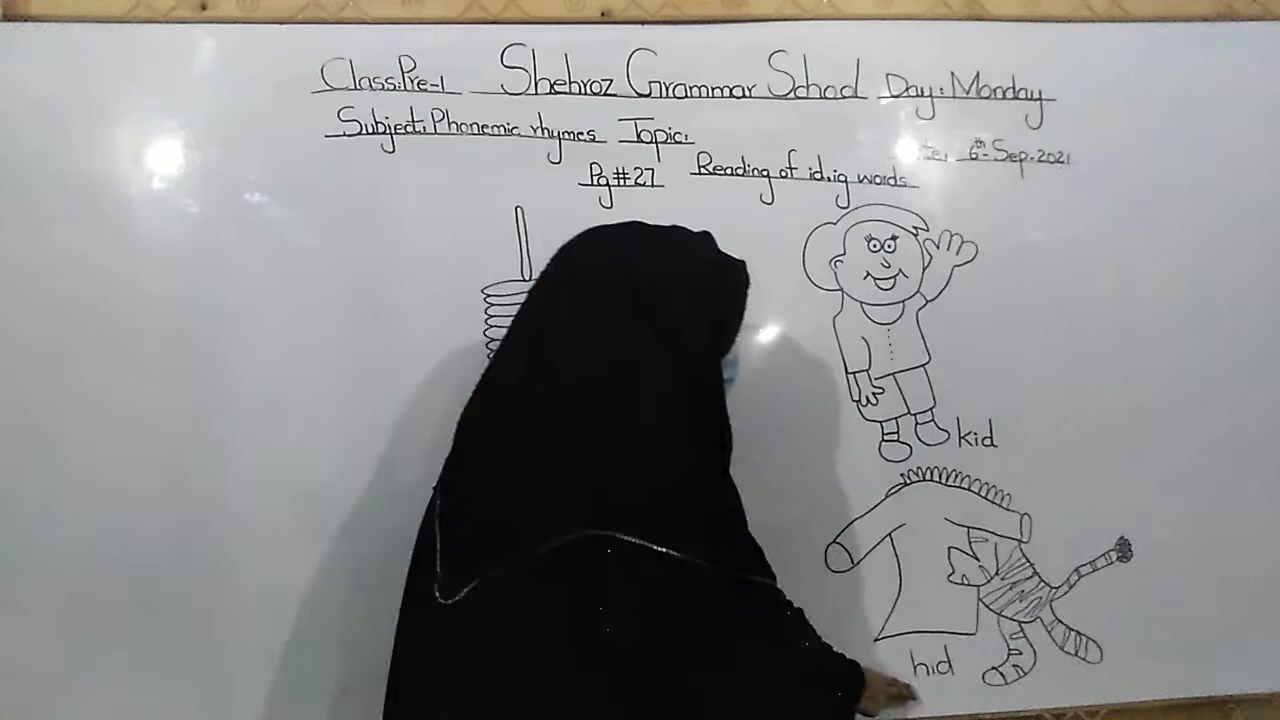 Class:Pre-1 Shehroz Grammar School Day: Monday
Subject: Phonemic rhymes Topic:
6th-Sep-2021
Pg#27 Reading of id,ig words
kid
hid